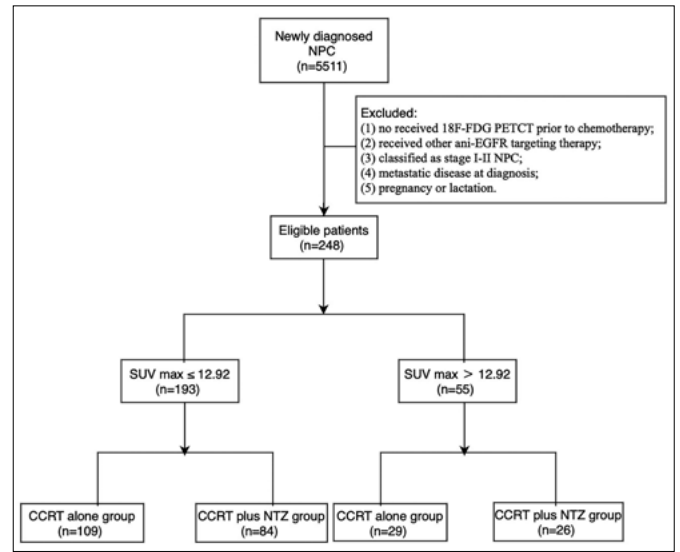 Newly diagnosed
NPC
(n=5511)
Excluded:
(1) no received 18F-FDG PETCT prior to chemotherapy;
(2) received other ani-EGFR targeting therapy;
(3) classified as stage I-II NPC;
(4) metastatic disease at diagnosis;
(5) pregnancy or lactation.
Eligible patients
(n=248)
SUV max ≤ 12.92
(n=193)
SUV max > 12.92
(n=55)
CCRT alone group
(n=109)
CCRT plus NTZ group
(n=84)
CCRT alone group
(n=29)
CCRT plus NTZ group
(n=26)